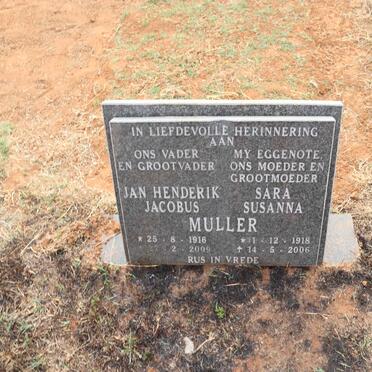 IN LIEFDEVOLLE HERINNERING
AAN
ONS VADER
EN GROOTVADER
JAN HENDERIK
JACOBUS
MY EGGENOTE,
ONS MOEDER EN
GROOTMOEDER
SARA
SUSANNA
MULLER
* 25 - 8 - 1916
2 - 2009
* 1 - 12 - 1918
✝ 14 - 5 - 2006
RUS IN VREDE